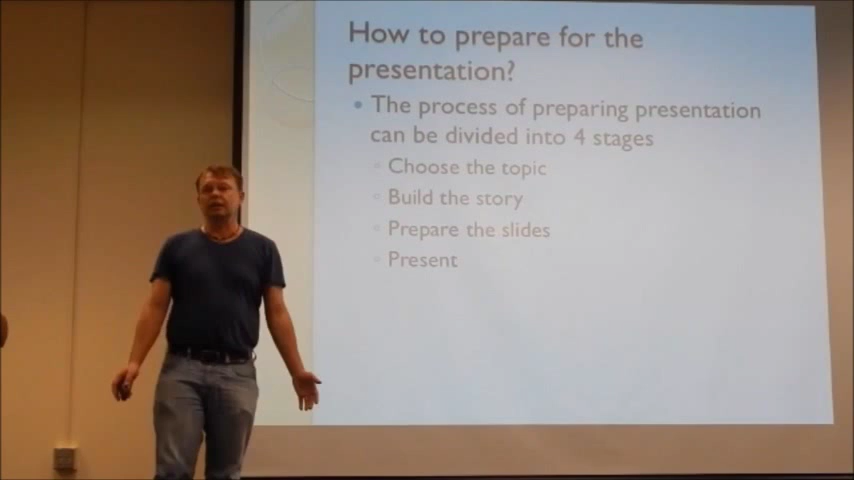 How to prepare for the
presentation?
• The process of preparing presentation
can be divided into 4 stages
◦ Choose the topic
◦ Build the story
◦ Prepare the slides
◦ Present